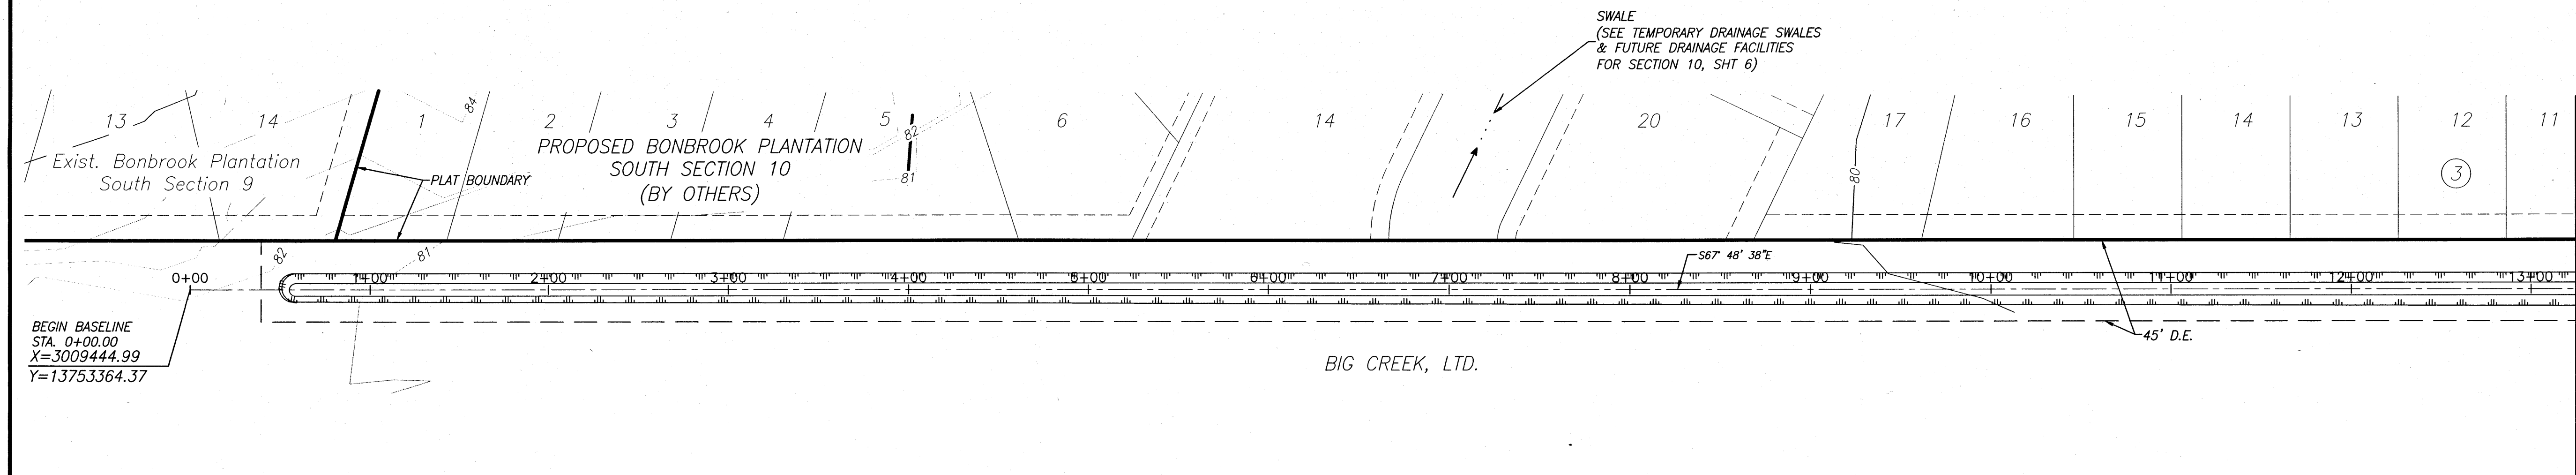 SWALE
(SEE TEMPORARY DRAINAGE SWALES
& FUTURE DRAINAGE FACILITIES
FOR SECTION 10, SHT 6)
13
14
1
84
2
3
4
5
82
6
14
20
17
16
15
14
13
12
11
Exist. Bonbrook Plantation
South Section 9
PLAT BOUNDARY
PROPOSED BONBROOK PLANTATION
SOUTH SECTION 10
(BY OTHERS)
81
80
3
82
81
S67° 48' 38"E
0+00
1+00
2+00
3+00
4+00
5+00
6+00
7+00
8+00
9+00
10+00
11+00
12+00
13+00
BEGIN BASELINE
STA. 0+00.00
X=3009444.99
Y=13753364.37
45' D.E.
BIG CREEK, LTD.